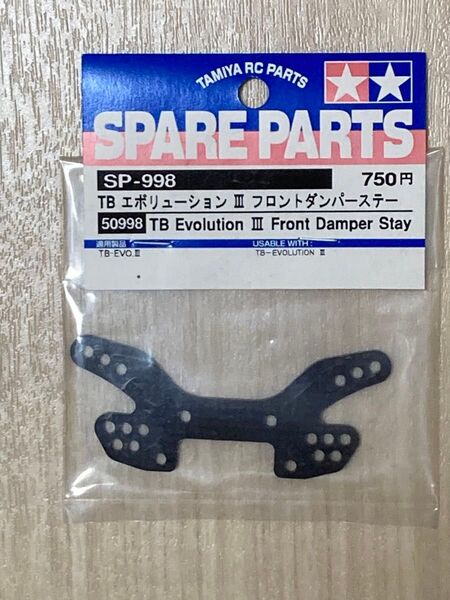 TAMIYA RC PARTS
SPARE PARTS
SP-998 750円
TB エボリューション Ⅲ フロントダンパーステー
50998 TB Evolution Ⅲ Front Damper Stay
適用製品 USABLE WITH :
TB-EVO.Ⅲ TB-EVOLUTION Ⅲ